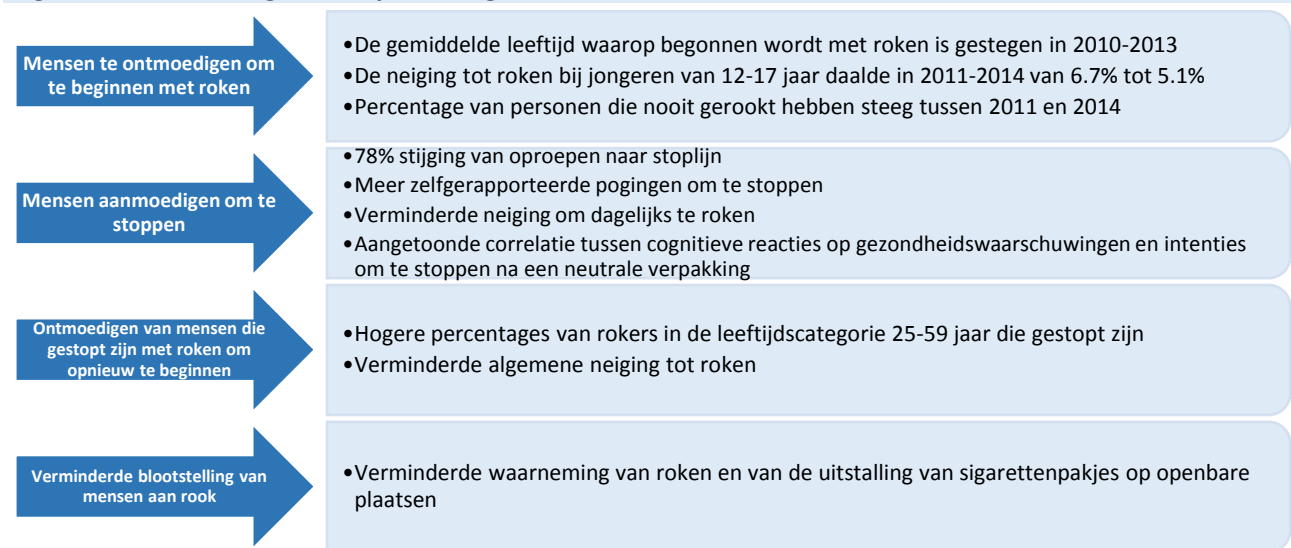 Mensen te ontmoedigen om
te beginnen met roken
•De gemiddelde leeftijd waarop begonnen wordt met roken is gestegen in 2010-2013
•De neiging tot roken bij jongeren van 12-17 jaar daalde in 2011-2014 van 6.7% tot 5.1%
•Percentage van personen die nooit gerookt hebben steeg tussen 2011 en 2014
Mensen aanmoedigen om te
stoppen
•78% stijging van oproepen naar stoplijn
•Meer zelfgerapporteerde pogingen om te stoppen
•Verminderde neiging om dagelijks te roken
•Aangetoonde correlatie tussen cognitieve reacties op gezondheidswaarschuwingen en intenties
om te stoppen na een neutrale verpakking
Ontmoedigen van mensen die
gestopt zijn met roken om
opnieuw te beginnen
•Hogere percentages van rokers in de leeftijdscategorie 25-59 jaar die gestopt zijn
•Verminderde algemene neiging tot roken
Verminderde blootstelling van
mensen aan rook
•Verminderde waarneming van roken en van de uitstalling van sigarettenpakjes op openbare
plaatsen